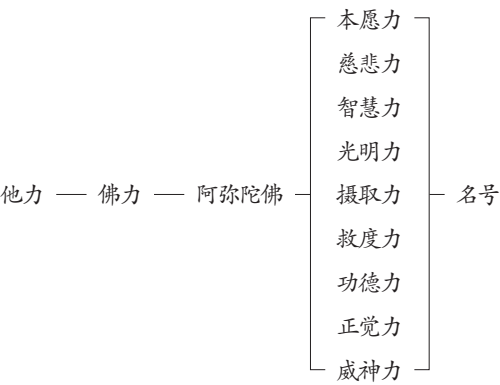 本愿力
慈悲力
智慧力
光明力
他力 — 佛力 — 阿弥陀佛 摄取力 名号
救度力
功德力
正觉力
威神力